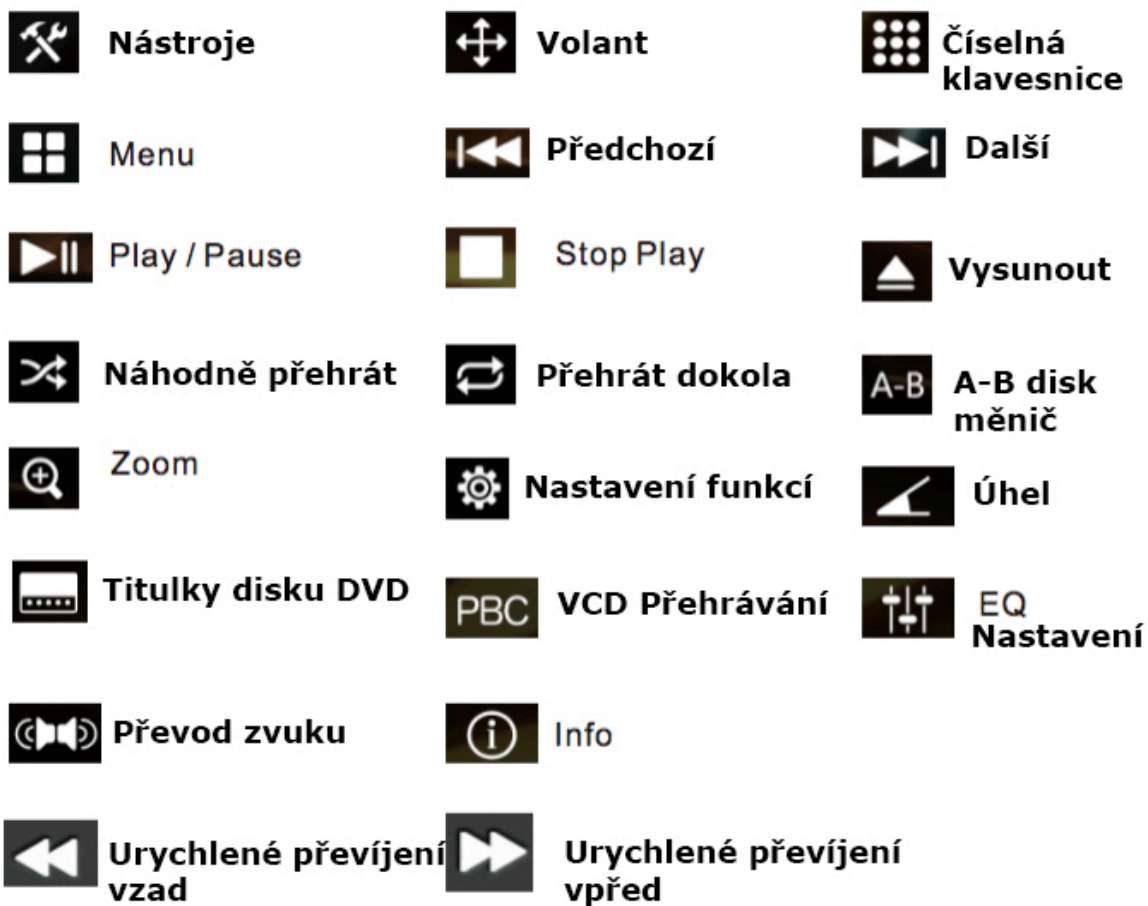 Nástroje
Volant
Číselná
klavesnice
Menu
Předchozí
Další
Play / Pause
Stop Play
Vysunout
Náhodně přehrát
Přehrát dokola
A-B
A-B disk
měnič
Zoom
Nastavení funkcí
Úhel
Titulky disku DVD
PBC
VCD Přehrávání
EQ
Nastavení
Převod zvuku
Info
Urychlené převíjení
vzad
Urychlené převíjení
vpřed